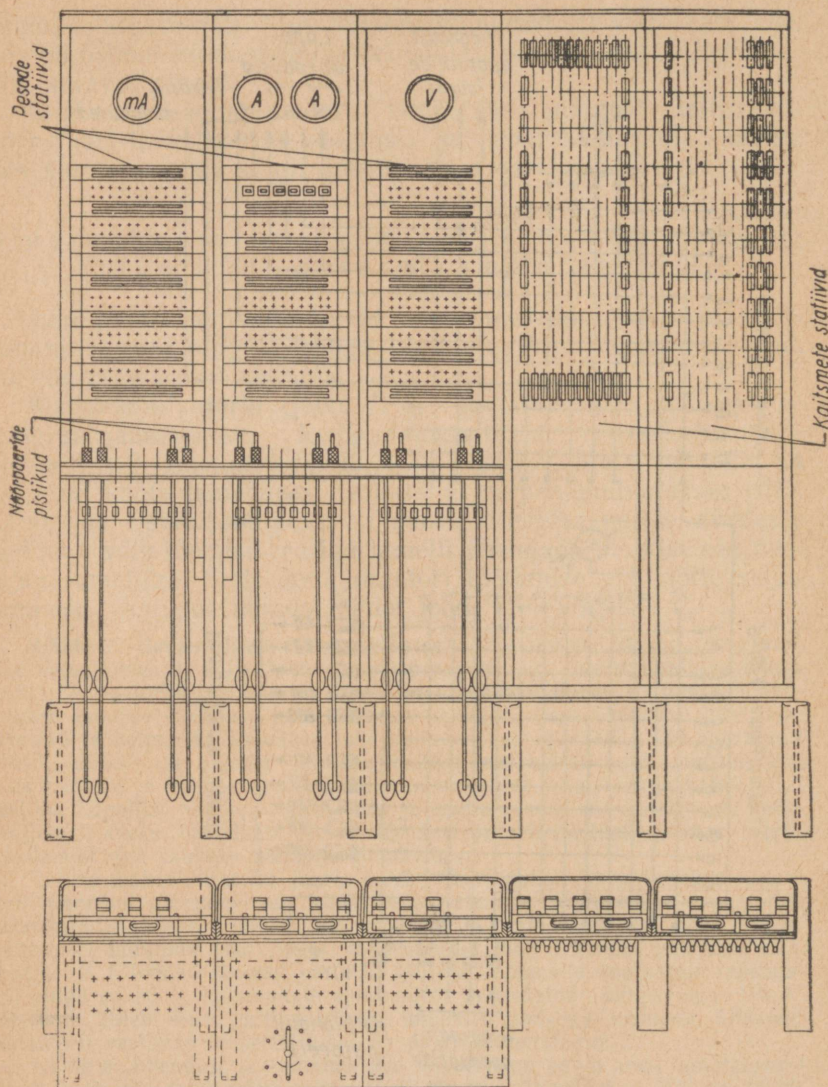 Pesade
statiivid
mA
A
A
V
Nöörpaaride
pistikud
Kaitsmete statiivid